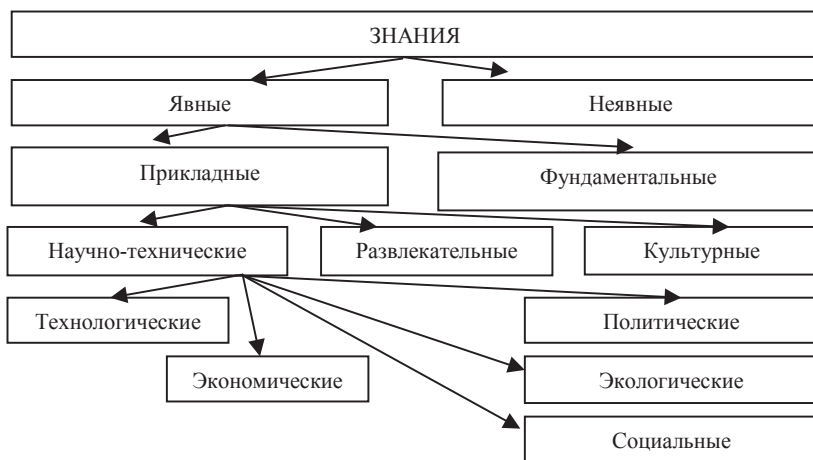 ЗНАНИЯ
Явные
Неявные
Прикладные
Фундаментальные
Научно-технические
Развлекательные
Культурные
Технологические
Политические
Экономические
Экологические
Социальные